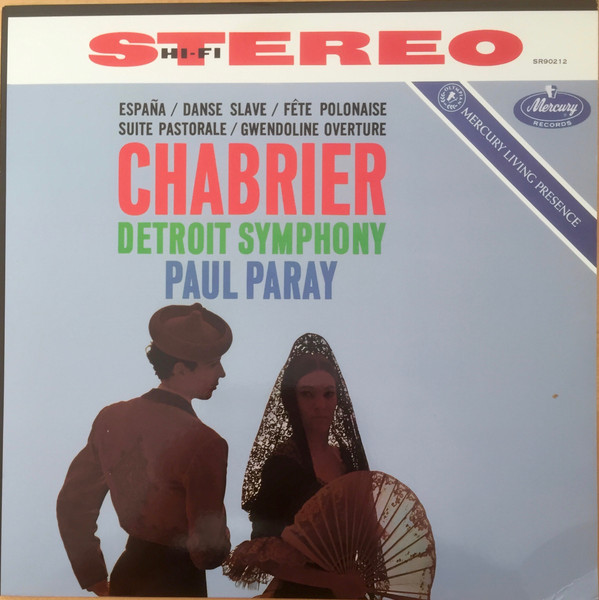 STEREO
HI-FI
SR90212
ESPAÑA / DANSE SLAVE / FÊTE POLONAISE
SUITE PASTORALE / GWENDOLINE OVERTURE
CHABRIER
DETROIT SYMPHONY
PAUL PARAY
MERCURY LIVING PRESENCE
Mercury
RECORDS